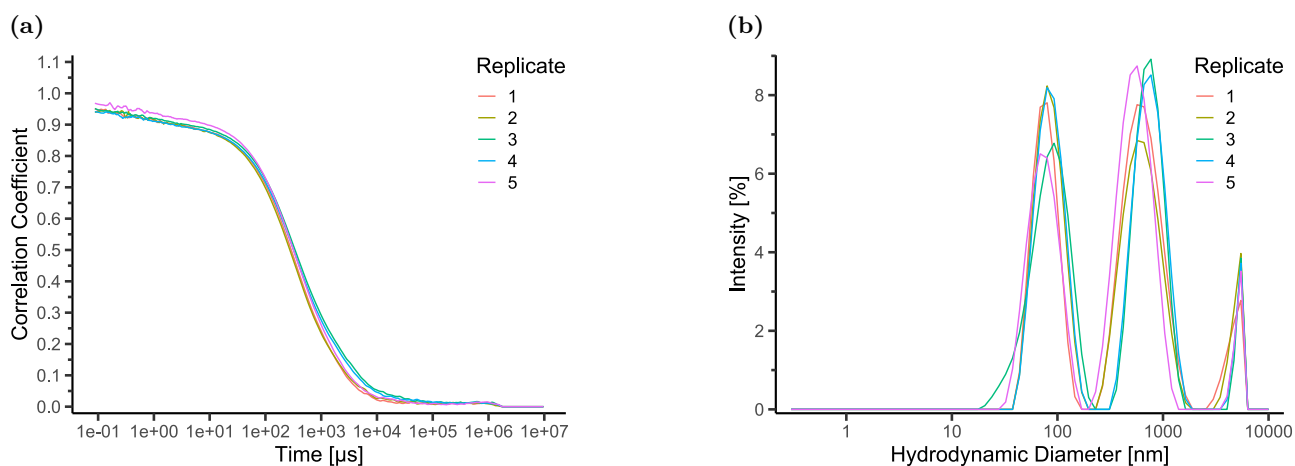 (a)
1.1
1.0
0.9
0.8
0.7
0.6
0.5
0.4
0.3
0.2
0.1
0.0
Correlation Coefficient
1e-01 1e+00 1e+01 1e+02 1e+03 1e+04 1e+05 1e+06 1e+07
Time [µs]
Replicate
1
2
3
4
5
(b)
8
6
4
2
0
Intensity [%]
1 10 100 1000 10000
Hydrodynamic Diameter [nm]
Replicate
1
2
3
4
5